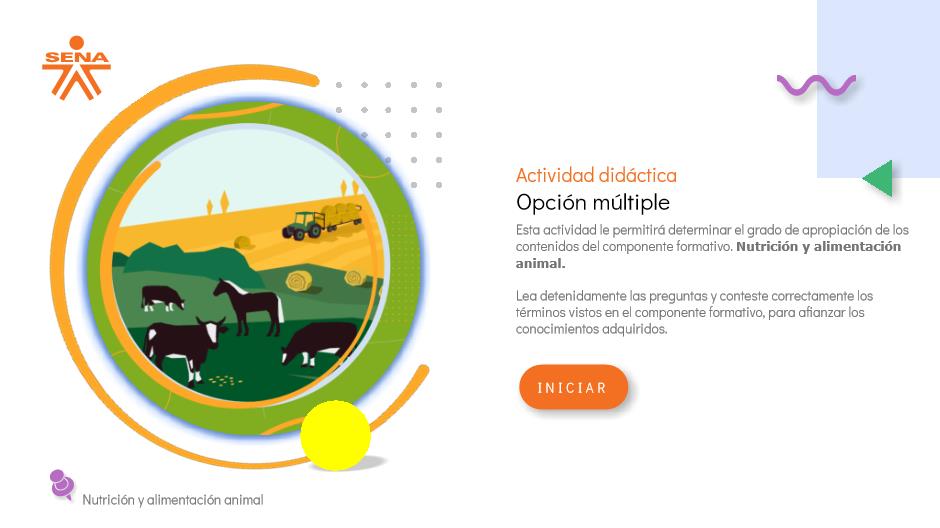 SENA
Actividad didáctica
Opción múltiple
Esta actividad le permitirá determinar el grado de apropiación de los
contenidos del componente formativo. Nutrición y alimentación
animal.
Lea detenidamente las preguntas y conteste correctamente los
términos vistos en el componente formativo, para afianzar los
conocimientos adquiridos.
INICIAR
Nutrición y alimentación animal